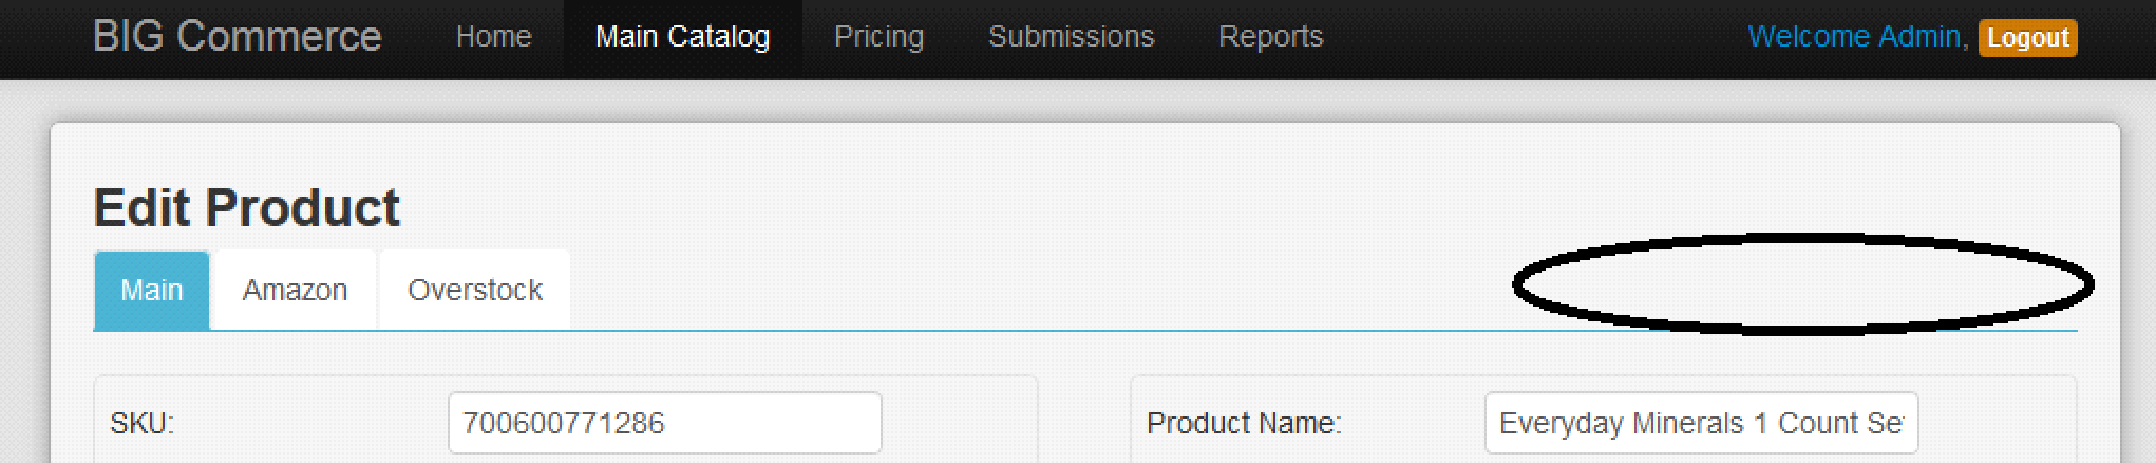 BIG Commerce Home Main Catalog Pricing Submissions Reports Welcome Admin, Logout
Edit Product
Main Amazon Overstock
SKU: 700600771286 Product Name: Everyday Minerals 1 Count Se